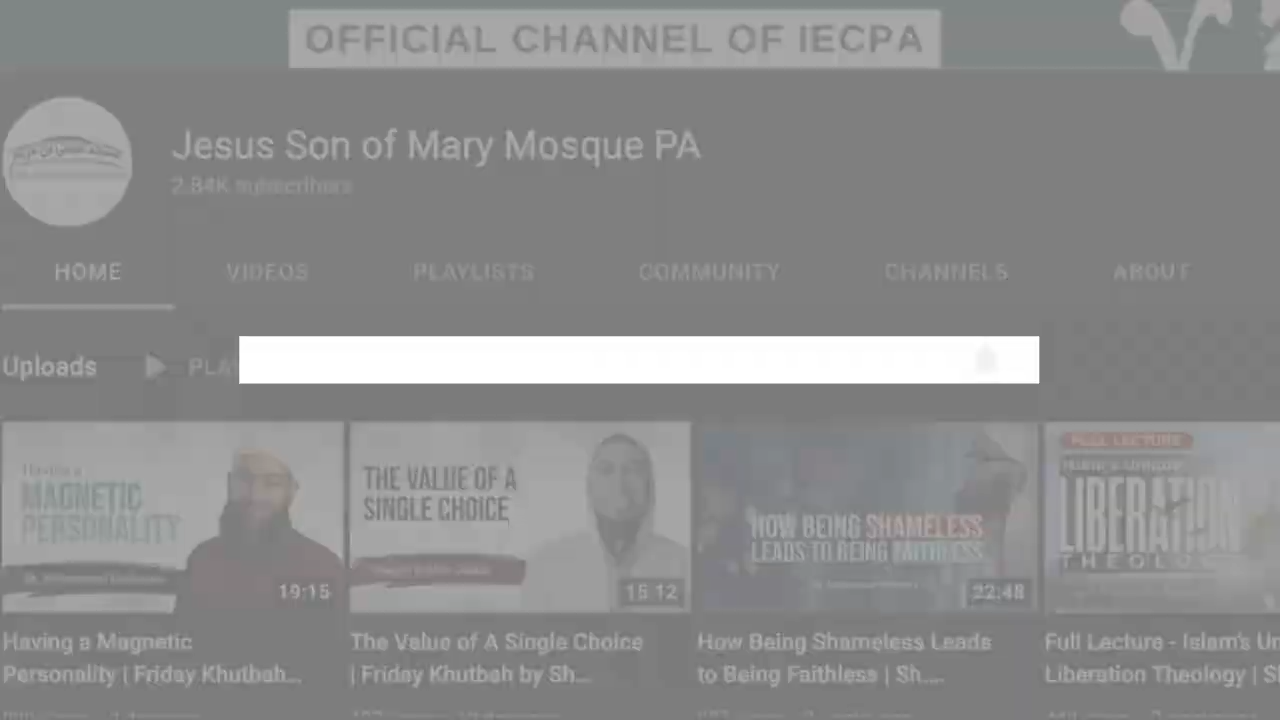 OFFICIAL CHANNEL OF IECPA
Jesus Son of Mary Mosque PA
2.84K subscribers
HOME VIDEOS PLAYLISTS COMMUNITY CHANNELS ABOUT
Uploads PLA
Having a
MAGNETIC
PERSONALITY
19:15
THE VALUE OF A
SINGLE CHOICE
15:12
HOW BEING SHAMELESS
LEADS TO BEING FAITHLESS
22:48
FULL LECTURE
LIBERATION
THEOLOGY
Having a Magnetic
Personality | Friday Khutbah...
The Value of A Single Choice
| Friday Khutbah by Sh...
How Being Shameless Leads
to Being Faithless | Sh....
Full Lecture - Islam's Un
Liberation Theology | S